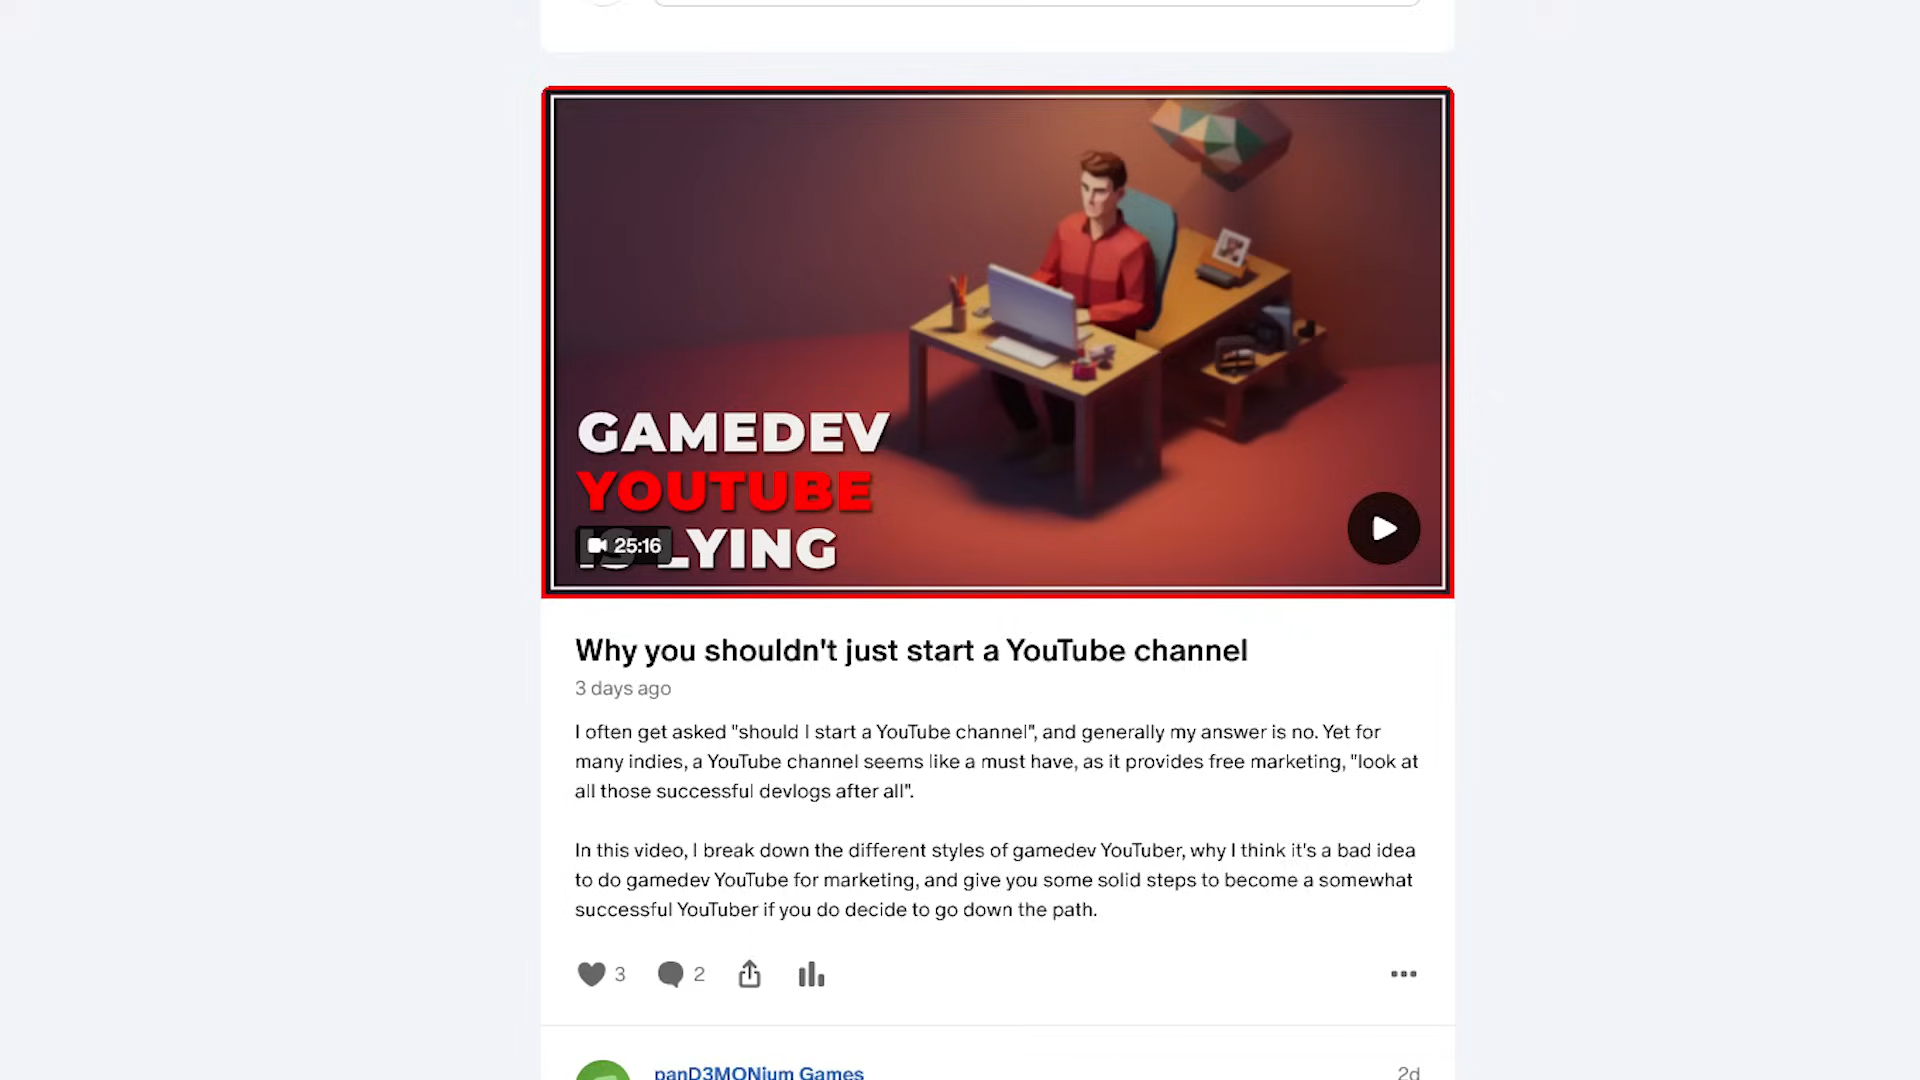 GAMEDEV
YOUTUBE
IS LYING
25:16
Why you shouldn't just start a YouTube channel
3 days ago
I often get asked "should I start a YouTube channel", and generally my answer is no. Yet for
many indies, a YouTube channel seems like a must have, as it provides free marketing, "look at
all those successful devlogs after all".
In this video, I break down the different styles of gamedev YouTuber, why I think it's a bad idea
to do gamedev YouTube for marketing, and give you some solid steps to become a somewhat
successful YouTuber if you do decide to go down the path.
3 2
panD3MONium Games 2d